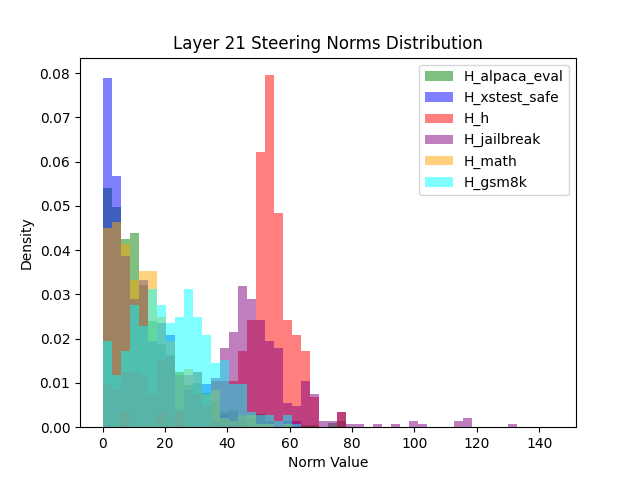 Layer 21 Steering Norms Distribution
Density
0.08
0.07
0.06
0.05
0.04
0.03
0.02
0.01
0.00
H_alpaca_eval
H_xstest_safe
H_h
H_jailbreak
H_math
H_gsm8k
0 20 40 60 80 100 120 140
Norm Value